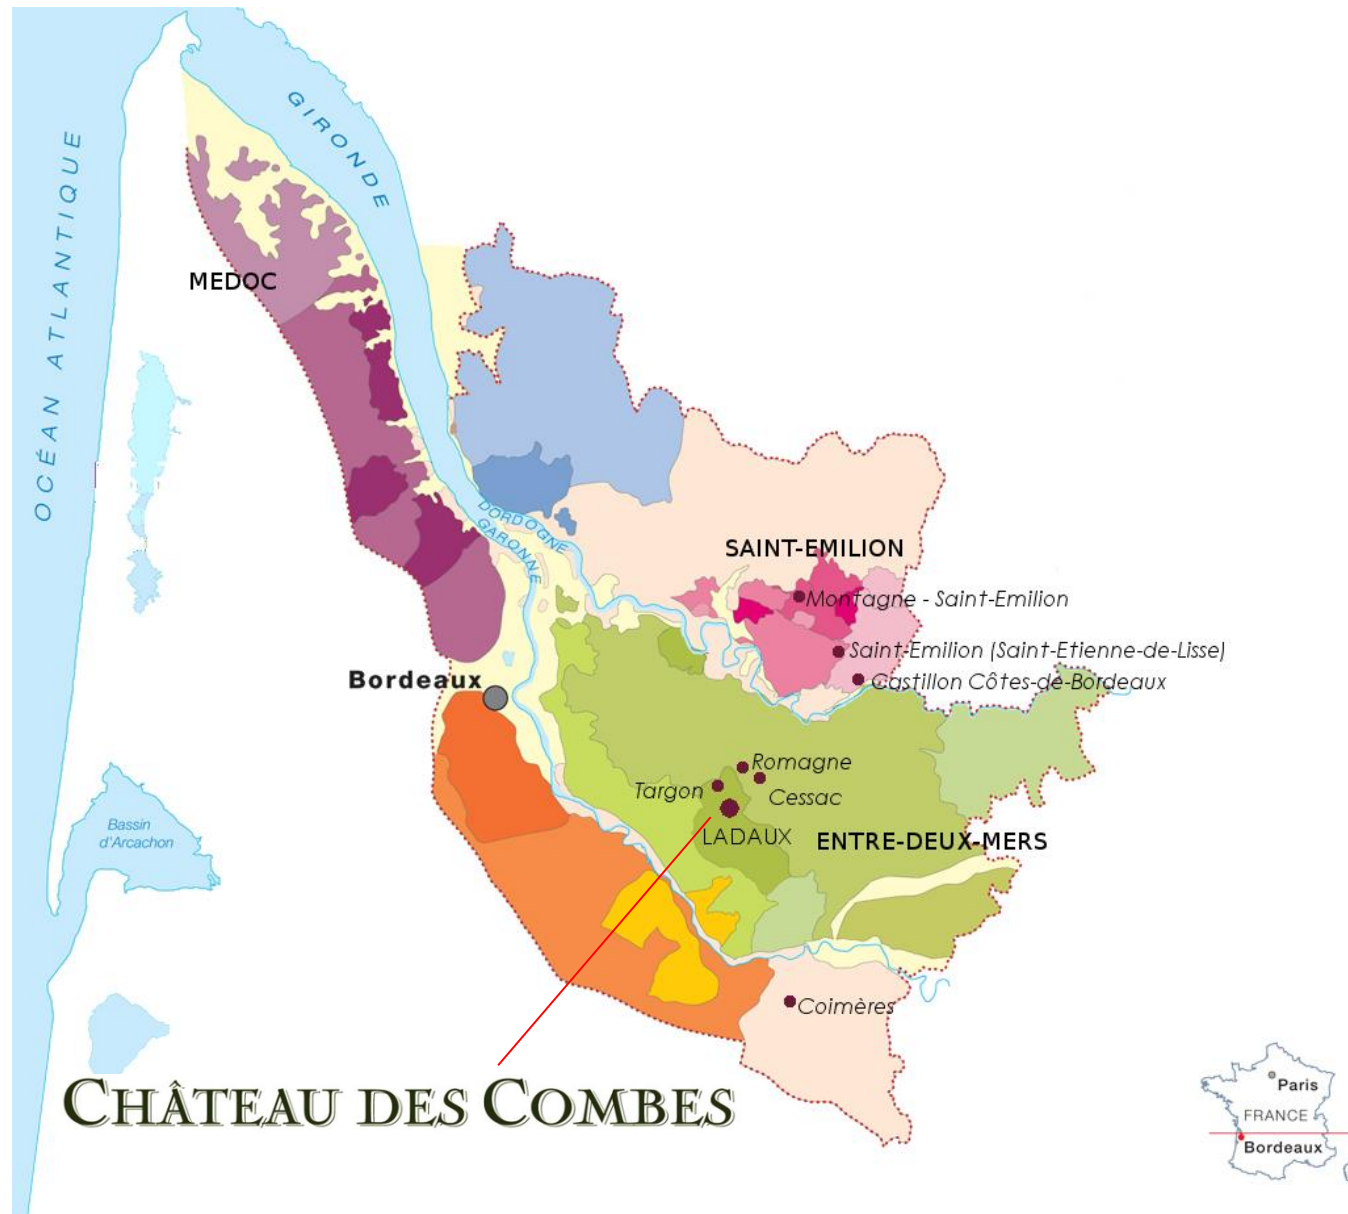 GIRONDE
OCÉAN ATLANTIQUE
MEDOC
DORDOGNE
GARONNE
SAINT-EMILION
Montagne - Saint-Emilion
Saint-Emilion (Saint-Etienne-de-Lisse)
Castillon Côtes-de-Bordeaux
Bordeaux
Romagne
Targon
Cessac
LADAUX
ENTRE-DEUX-MERS
Bassin
d'Arcachon
Coimères
CHÂTEAU DES COMBES
Paris
FRANCE
Bordeaux